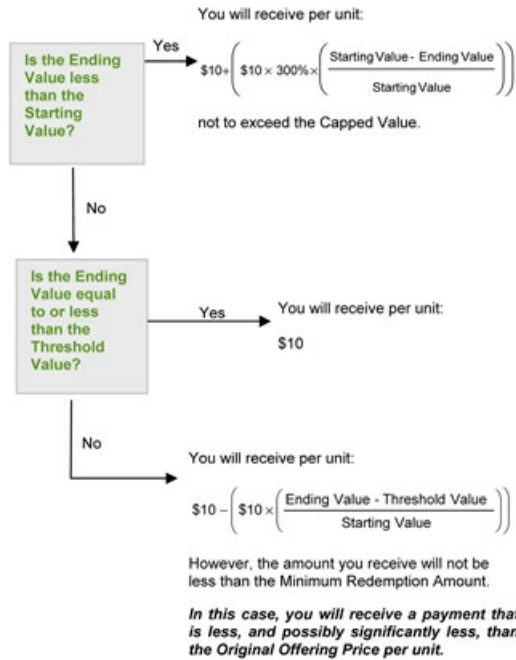 You will receive per unit:
Yes
Is the Ending
Value less
than the
Starting
Value?
$10+($10 × 300%×(Starting Value - Ending Value
Starting Value))
not to exceed the Capped Value.
No
Is the Ending
Value equal
to or less
than the
Threshold
Value?
Yes
You will receive per unit:
$10
No
You will receive per unit:
$10 –($10 ×(Ending Value - Threshold Value
Starting Value))
However, the amount you receive will not be
less than the Minimum Redemption Amount.
In this case, you will receive a payment that
is less, and possibly significantly less, than
the Original Offering Price per unit.